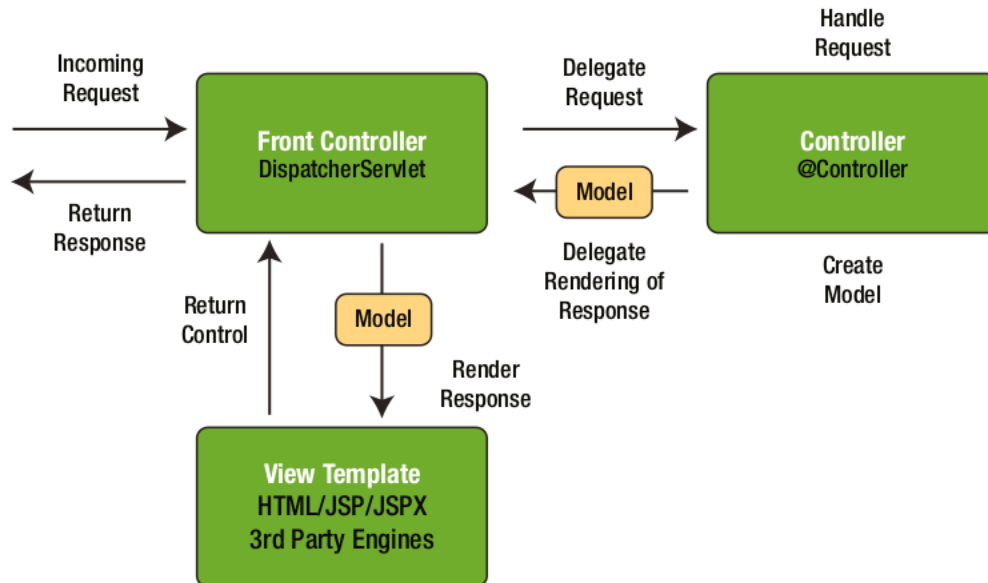 Incoming
Request
Front Controller
DispatcherServlet
Return
Response
Delegate
Request
Handle
Request
Controller
@Controller
Model
Delegate
Rendering of
Response
Create
Model
Return
Control
Model
Render
Response
View Template
HTML/JSP/JSPX
3rd Party Engines